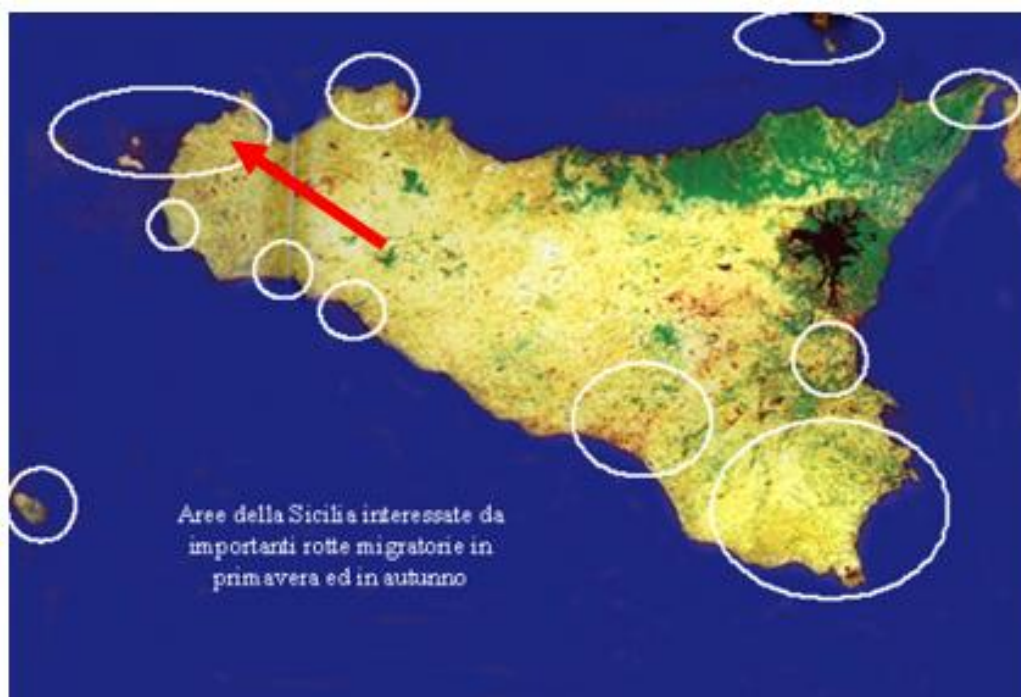 Aree della Sicilia interessate da
importanti rotte migratorie in
primavera ed in autunno